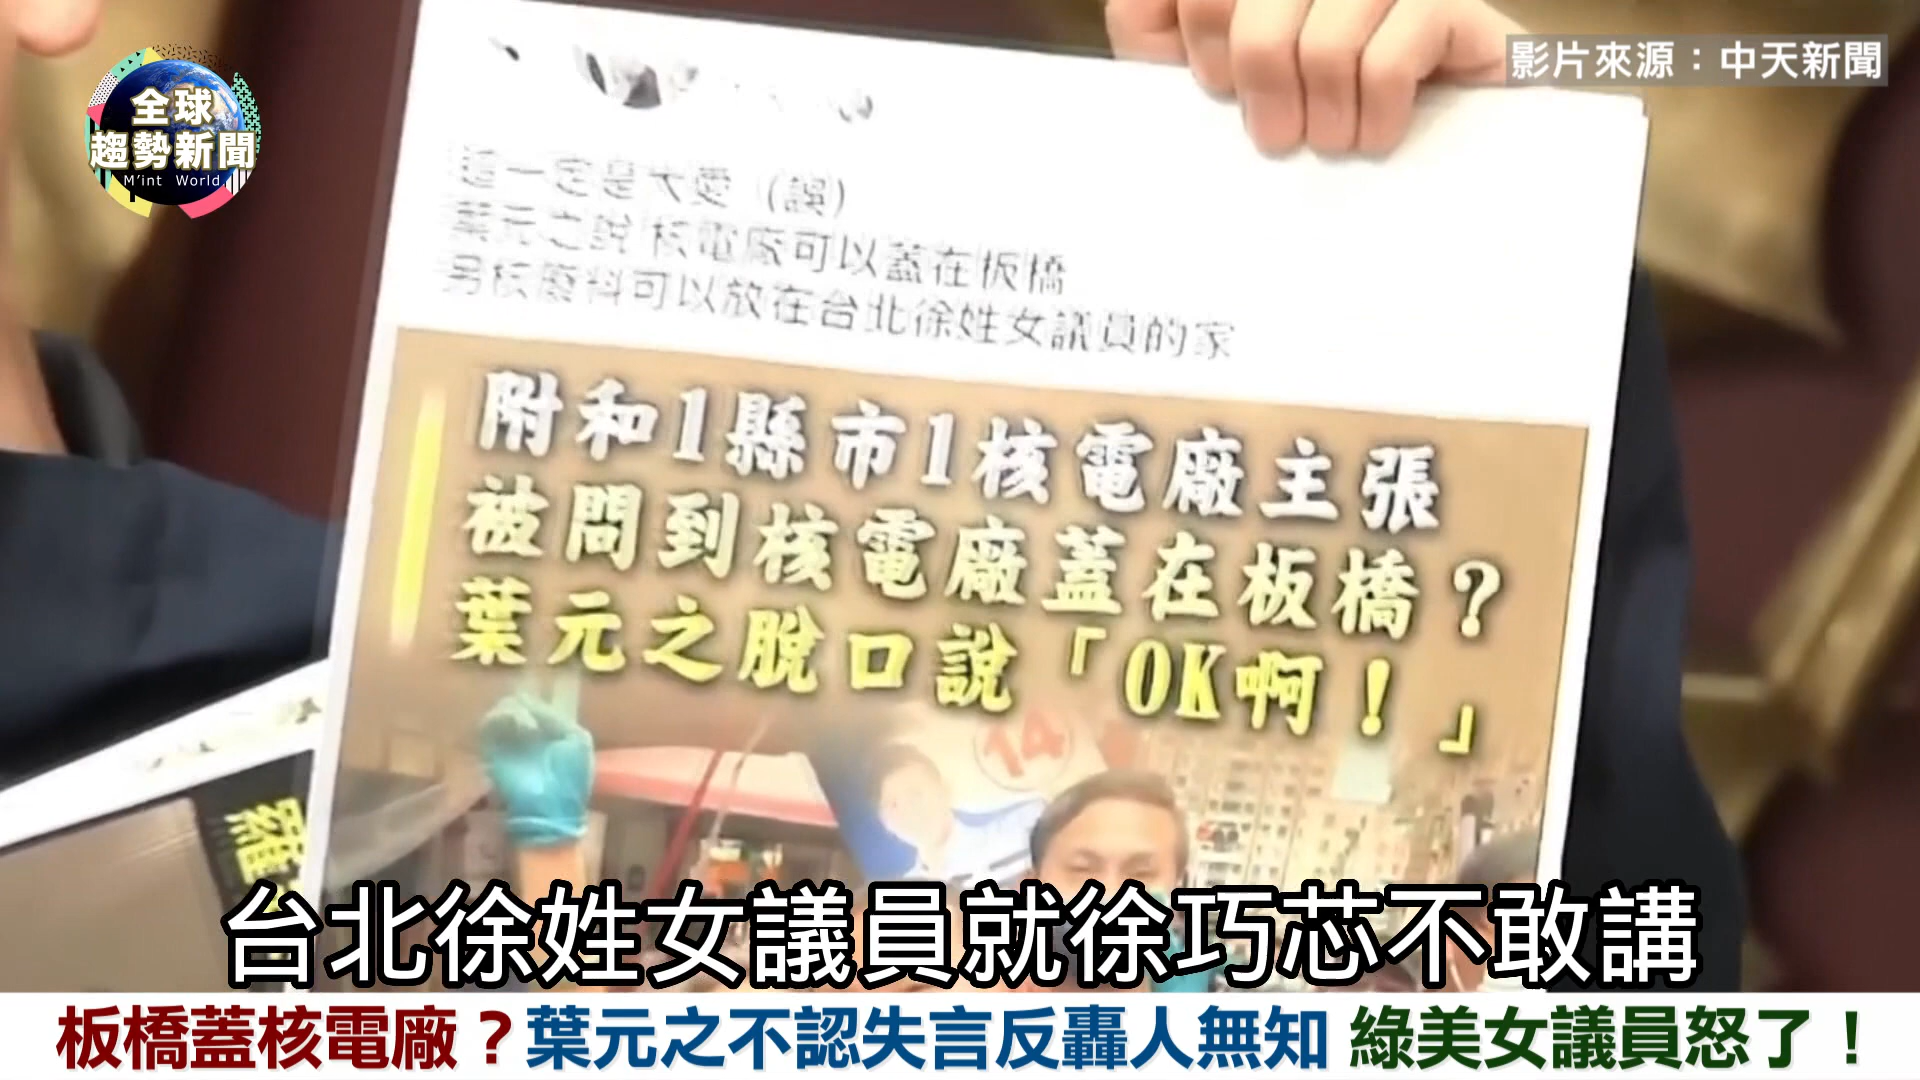 影片來源：中天新聞
全球
趨勢新聞
M'int World
這一定是大愛（誤）
葉元之說 核電廠可以蓋在板橋
另核廢料可以放在台北徐姓女議員的家
附和1縣市1核電廠主張
被問到核電廠蓋在板橋？
葉元之脫口說「OK啊！」
14
台北徐姓女議員就徐巧芯不敢講
板橋蓋核電廠？葉元之不認失言反轟人無知 綠美女議員怒了！